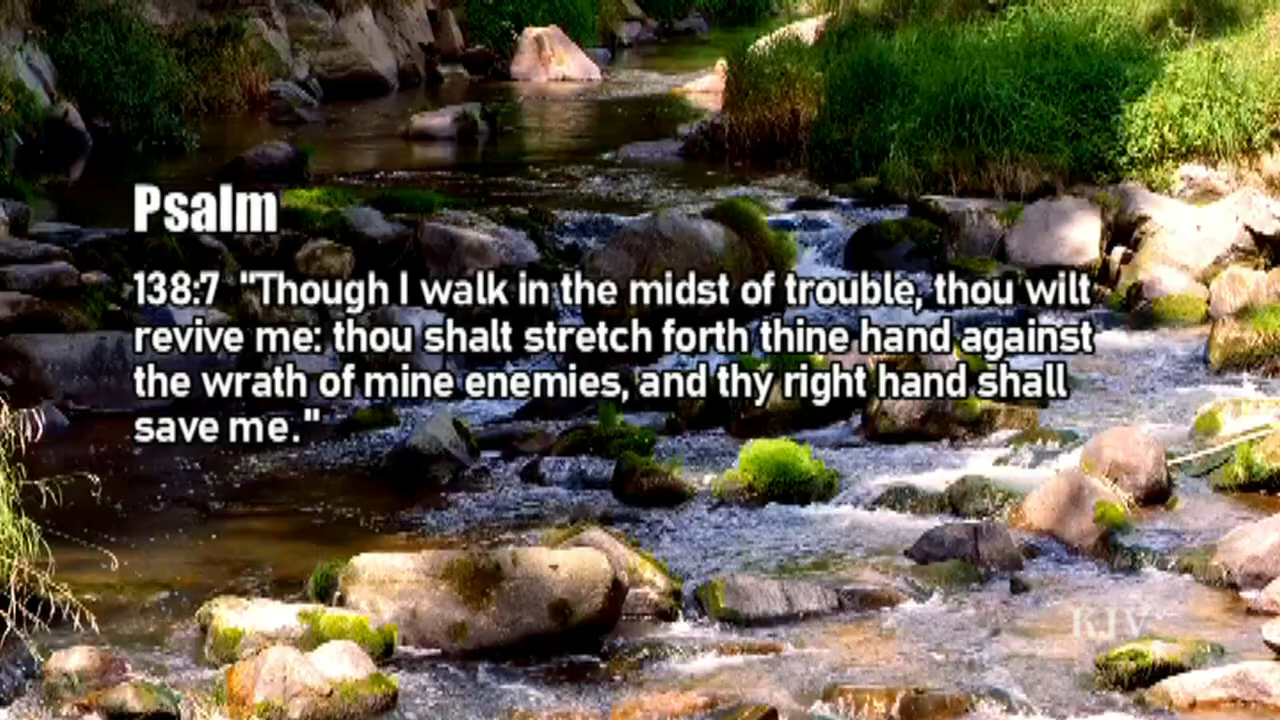 Psalm
138:7 "Though I walk in the midst of trouble, thou wilt
revive me: thou shalt stretch forth thine hand against
the wrath of mine enemies, and thy right hand shall
save me."
KJV